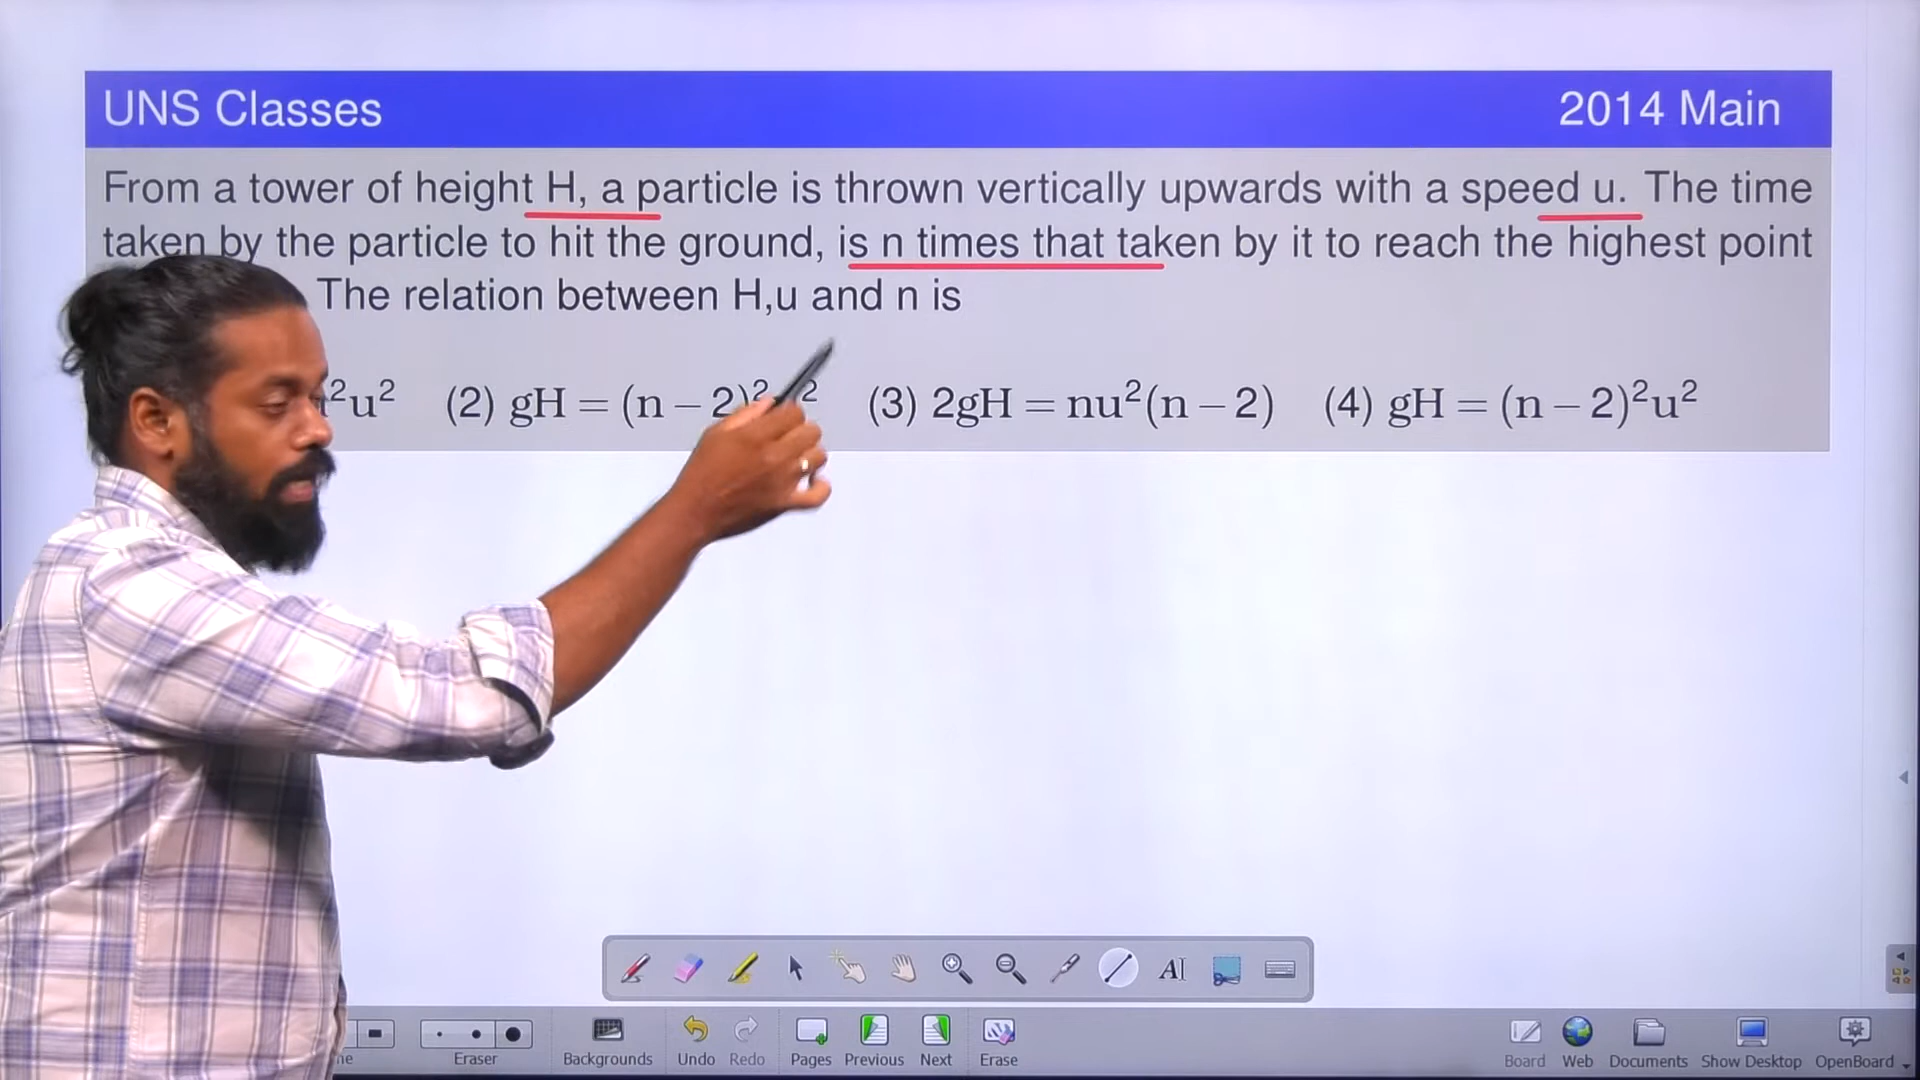 UNS Classes 2014 Main
From a tower of height H, a particle is thrown vertically upwards with a speed u. The time
taken by the particle to hit the ground, is n times that taken by it to reach the highest point
The relation between H,u and n is
²u² (2) gH = (n – 2)² ² (3) 2gH = nu²(n – 2) (4) gH = (n – 2)²u²
AI
Eraser Backgrounds Undo Redo Pages Previous Next Erase Board Web Documents Show Desktop OpenBoard